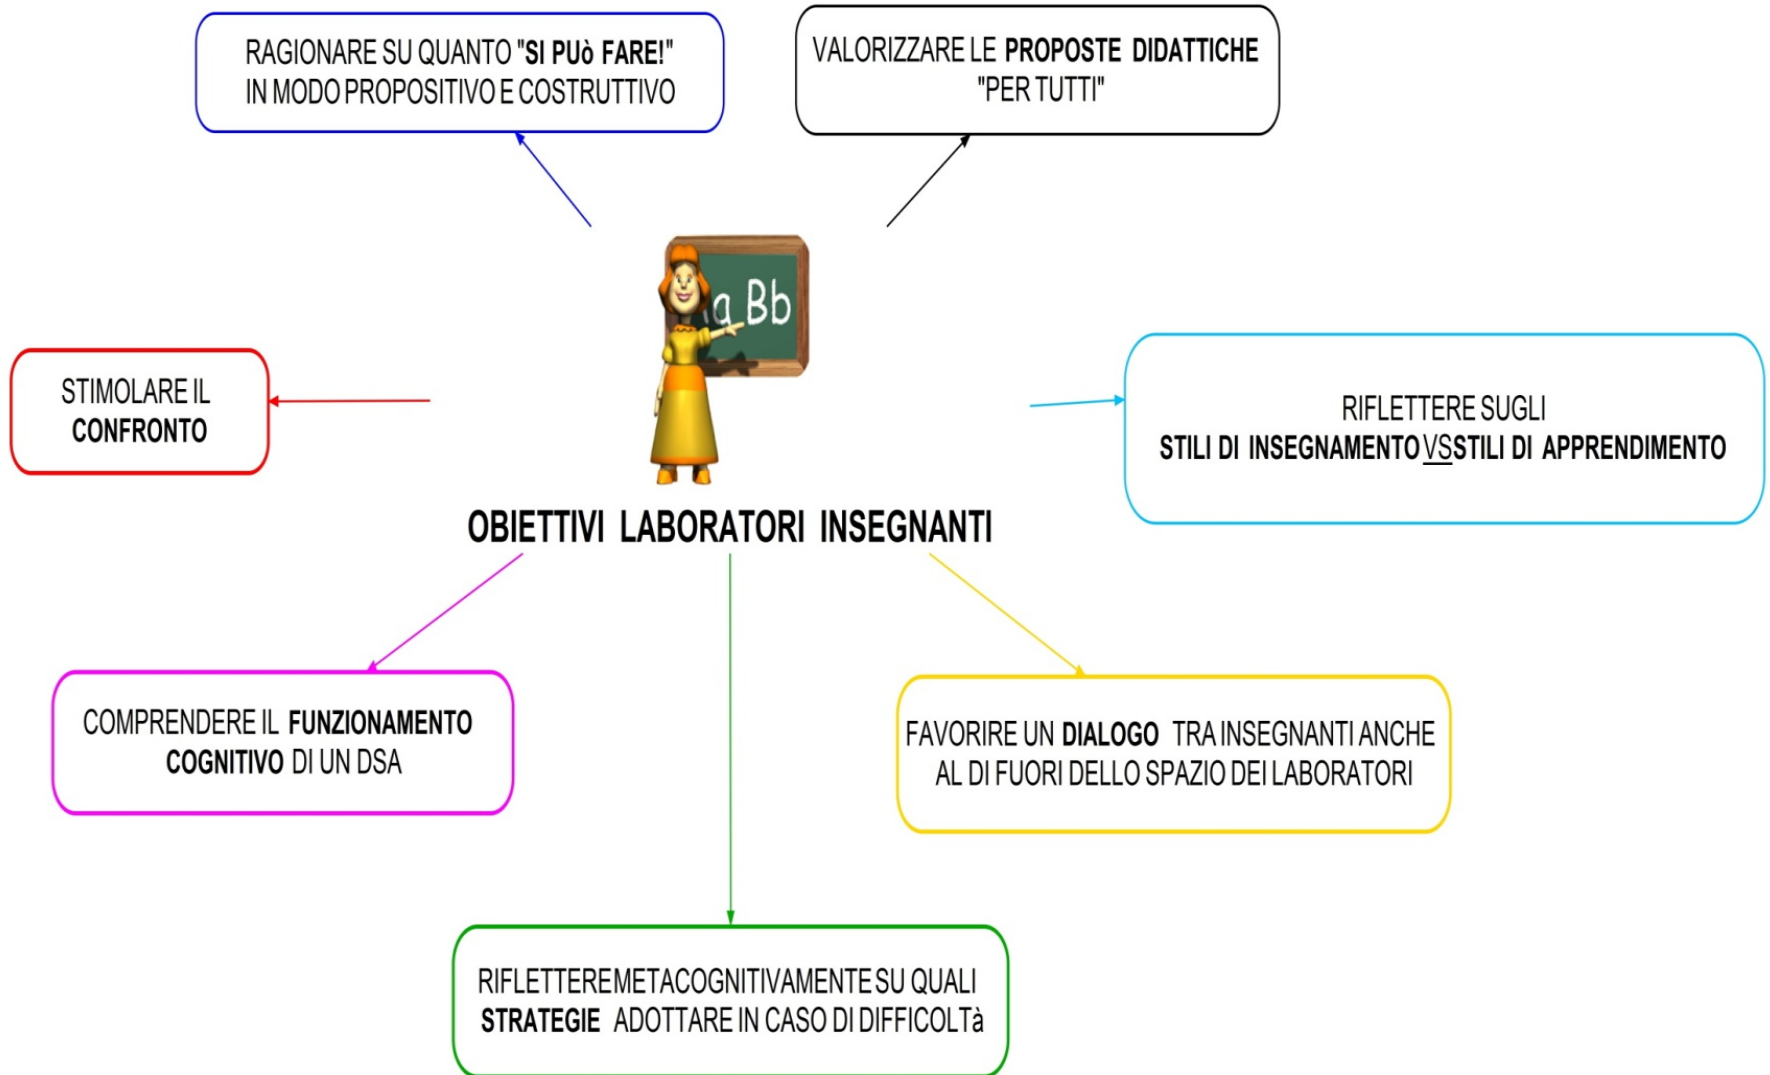 RAGIONARE SU QUANTO "SI PUò FARE!"
IN MODO PROPOSITIVO E COSTRUTTIVO
VALORIZZARE LE PROPOSTE DIDATTICHE
"PER TUTTI"
Bb
STIMOLARE IL
CONFRONTO
RIFLETTERE SUGLI
STILI DI INSEGNAMENTO VS STILI DI APPRENDIMENTO
OBIETTIVI LABORATORI INSEGNANTI
COMPRENDERE IL FUNZIONAMENTO
COGNITIVO DI UN DSA
FAVORIRE UN DIALOGO TRA INSEGNANTI ANCHE
AL DI FUORI DELLO SPAZIO DEI LABORATORI
RIFLETTERE METACOGNITIVAMENTE SU QUALI
STRATEGIE ADOTTARE IN CASO DI DIFFICOLTà